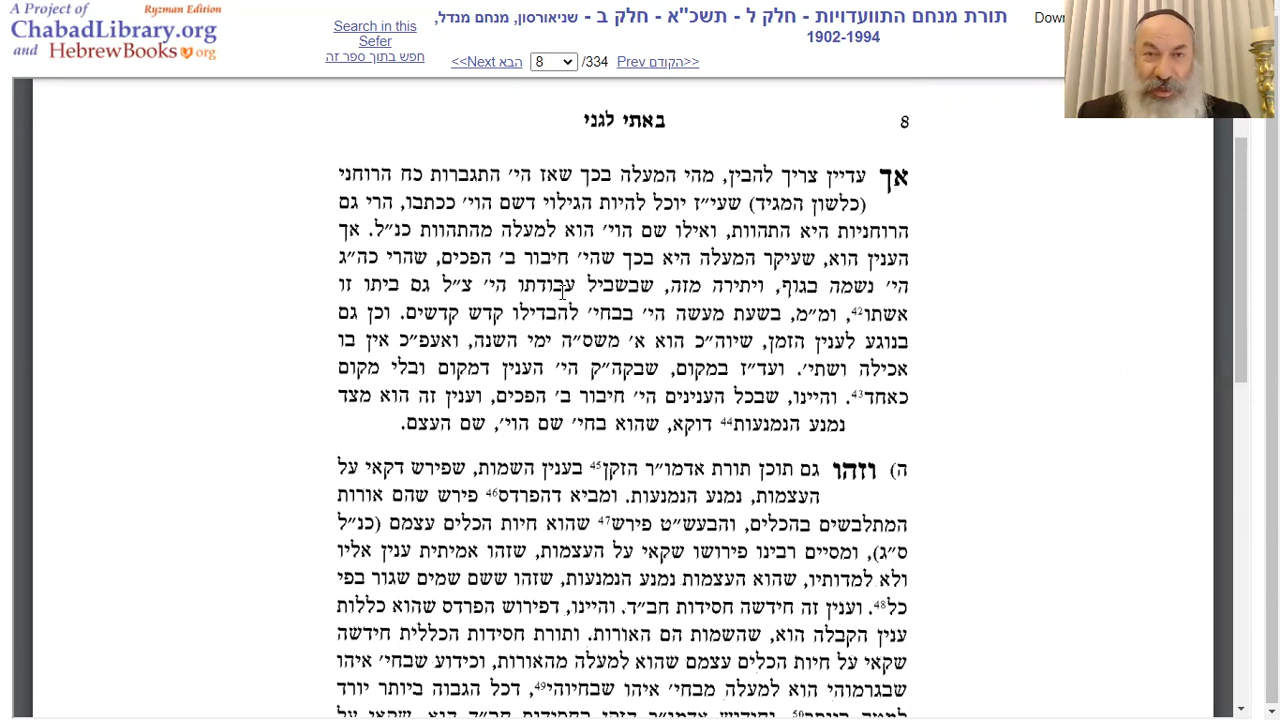 A Project of
Ryzman Edition
ChabadLibrary.org
and HebrewBooks.org
Search in this
Sefer
חפש בתוך ספר זה
תורת מנחם התוועדויות - חלק ל - תשכ"א - חלק ב - שניאורסון, מנחם מנדל,
1902-1994
<<Next הבא 8 /334 Prev הקודם>>
Down
8
באתי לגני
אך עדיין צריך להבין, מהי המעלה בכך שאז הי׳ התגברות כח הרוחני
(כלשון המגיד) שעי״ז יוכל להיות הגילוי דשם הוי׳ ככתבו, הרי גם
הרוחניות היא התהוות, ואילו שם הוי׳ הוא למעלה מהתהוות כנ״ל. אך
הענין הוא, שעיקר המעלה היא בכך שהי׳ חיבור ב׳ הפכים, שהרי כה״ג
הי׳ נשמה בגוף, ויתירה מזה, שבשביל עבודתו הי׳ צ״ל גם ביתו זו
אשתו42, ומ״מ, בשעת מעשה הי׳ בבחי׳ להבדילו קדש קדשים. וכן גם
בנוגע לענין הזמן, שיוה״כ הוא א׳ משס״ה ימי השנה, ואעפ״כ אין בו
אכילה ושתי׳. ועד״ז במקום, שבקה״ק הי׳ הענין דמקום ובלי מקום
כאחד43. והיינו, שבכל הענינים הי׳ חיבור ב׳ הפכים, וענין זה הוא מצד
נמנע הנמנעות44 דוקא, שהוא בחי׳ שם הוי׳, שם העצם.
ה) וזהו גם תוכן תורת אדמו״ר הזקן45 בענין השמות, שפירש דקאי על
העצמות, נמנע הנמנעות. ומביא דהפרדס46 פירש שהם אורות
המתלבשים בהכלים, והבעש״ט פירש47 שהוא חיות הכלים עצמם (כנ״ל
ס״ג), ומסיים רבינו פירושו שקאי על העצמות, שזהו אמיתית ענין אליו
ולא למדותיו, שהוא העצמות נמנע הנמנעות, שזהו ששם שמים שגור בפי
כל48. וענין זה חידשה חסידות חב״ד. והיינו, דפירוש הפרדס שהוא כללות
ענין הקבלה הוא, שהשמות הם האורות. ותורת חסידות הכללית חידשה
שקאי על חיות הכלים עצמם שהוא למעלה מהאורות, וכידוע שבחי׳ איהו
שבגרמוהי הוא למעלה מבחי׳ איהו שבחיוהי49, דכל הגבוה ביותר יורד